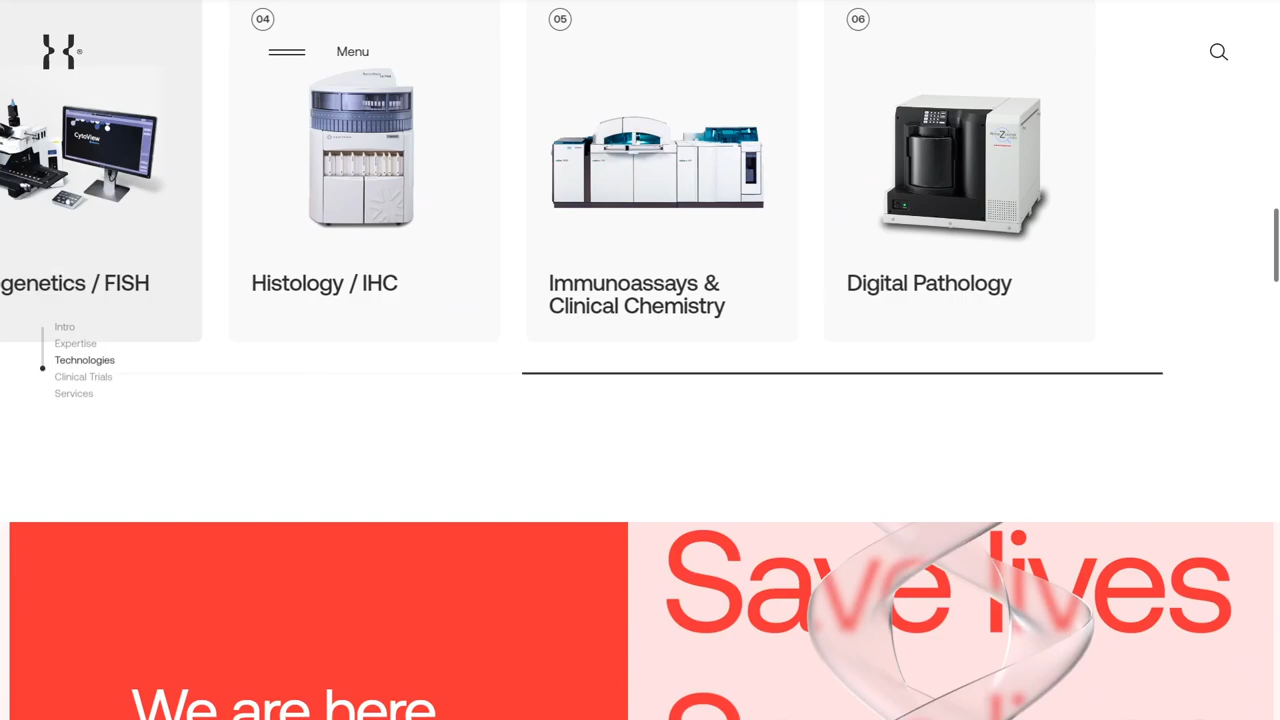 04
05
06
Menu
®
CytoView
genetics / FISH
Histology / IHC
Immunoassays &
Clinical Chemistry
Digital Pathology
Intro
Expertise
Technologies
Clinical Trials
Services
Save lives
We are here